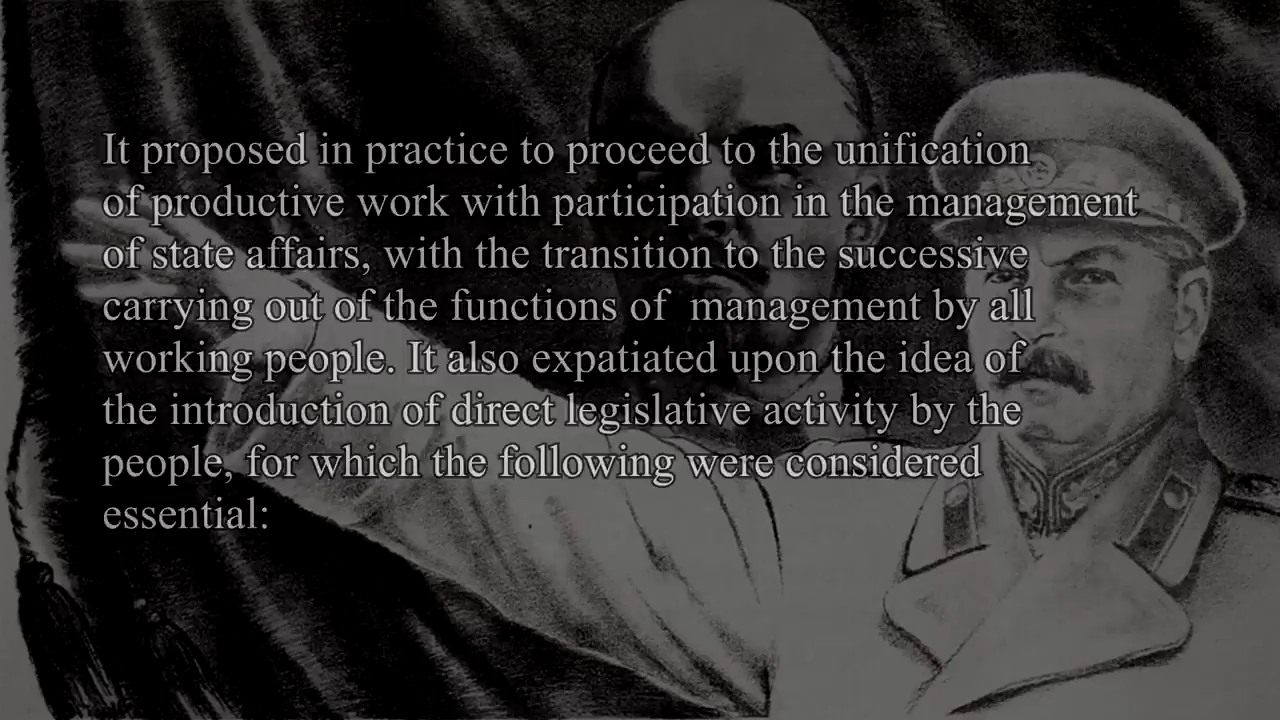 It proposed in practice to proceed to the unification
of productive work with participation in the management
of state affairs, with the transition to the successive
carrying out of the functions of  management by all
working people. It also expatiated upon the idea of
the introduction of direct legislative activity by the
people, for which the following were considered
essential: